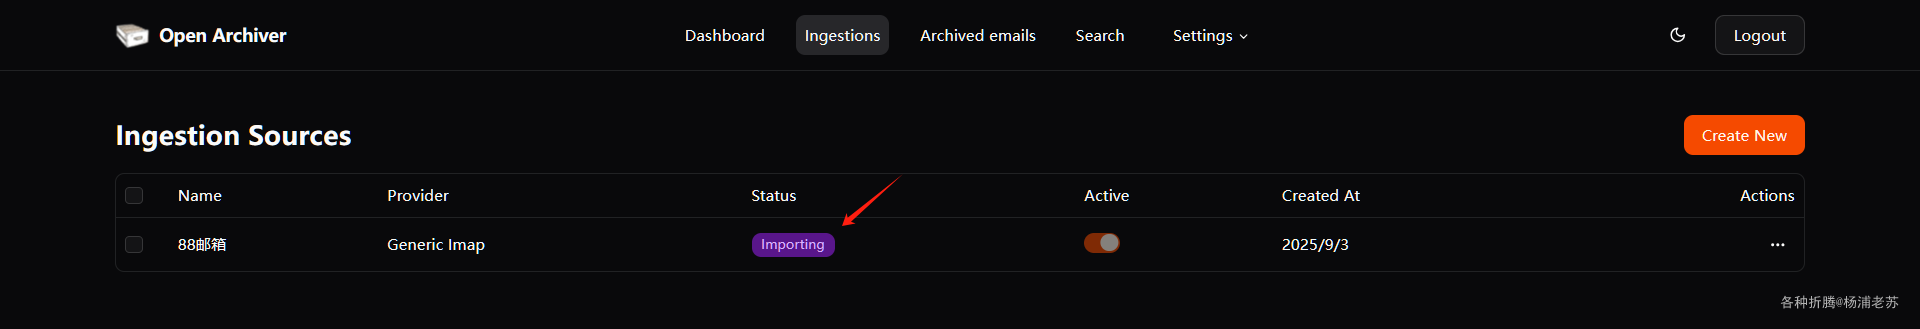 Open Archiver
Dashboard
Ingestions
Archived emails
Search
Settings
Logout
Ingestion Sources
Create New
Name
Provider
Status
Active
Created At
Actions
88邮箱
Generic Imap
Importing
2025/9/3
各种折腾@杨浦老苏